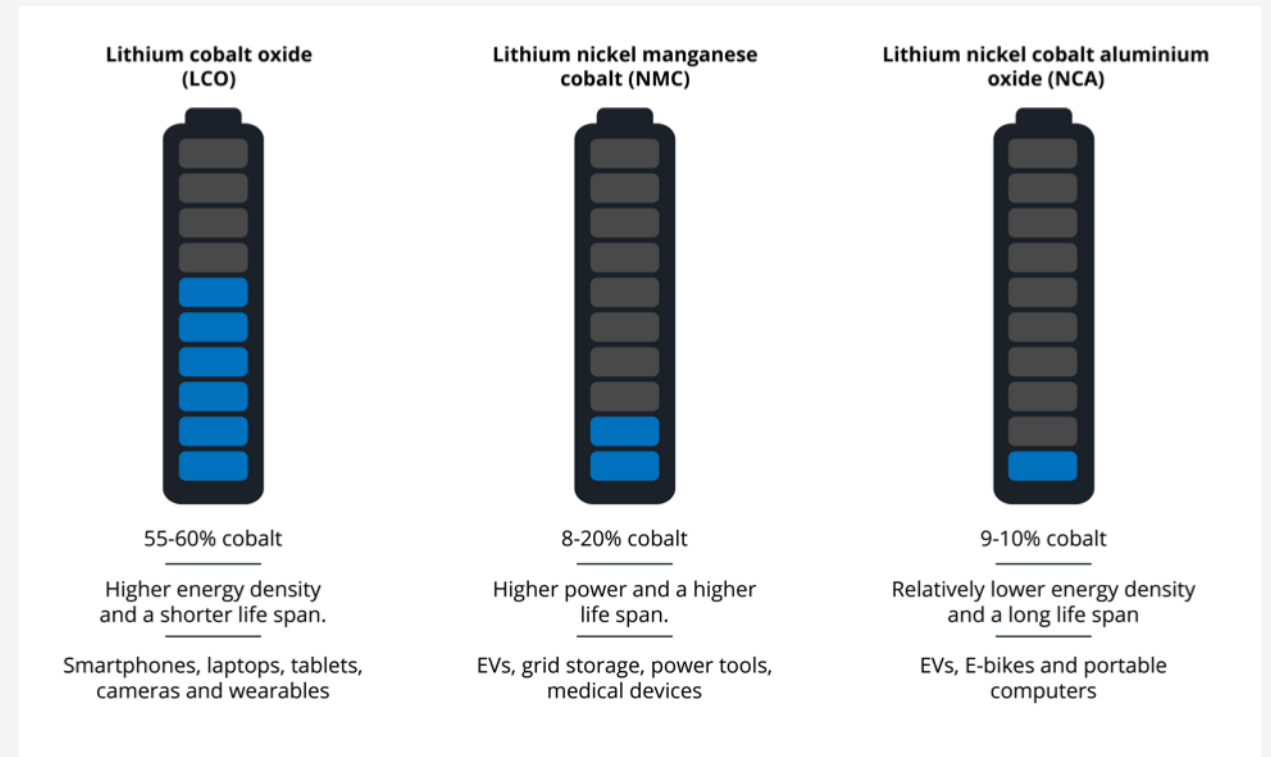 Lithium cobalt oxide
(LCO)
55-60% cobalt
Higher energy density
and a shorter life span.
Smartphones, laptops, tablets,
cameras and wearables
Lithium nickel manganese
cobalt (NMC)
8-20% cobalt
Higher power and a higher
life span.
EVs, grid storage, power tools,
medical devices
Lithium nickel cobalt aluminium
oxide (NCA)
9-10% cobalt
Relatively lower energy density
and a long life span
EVs, E-bikes and portable
computers